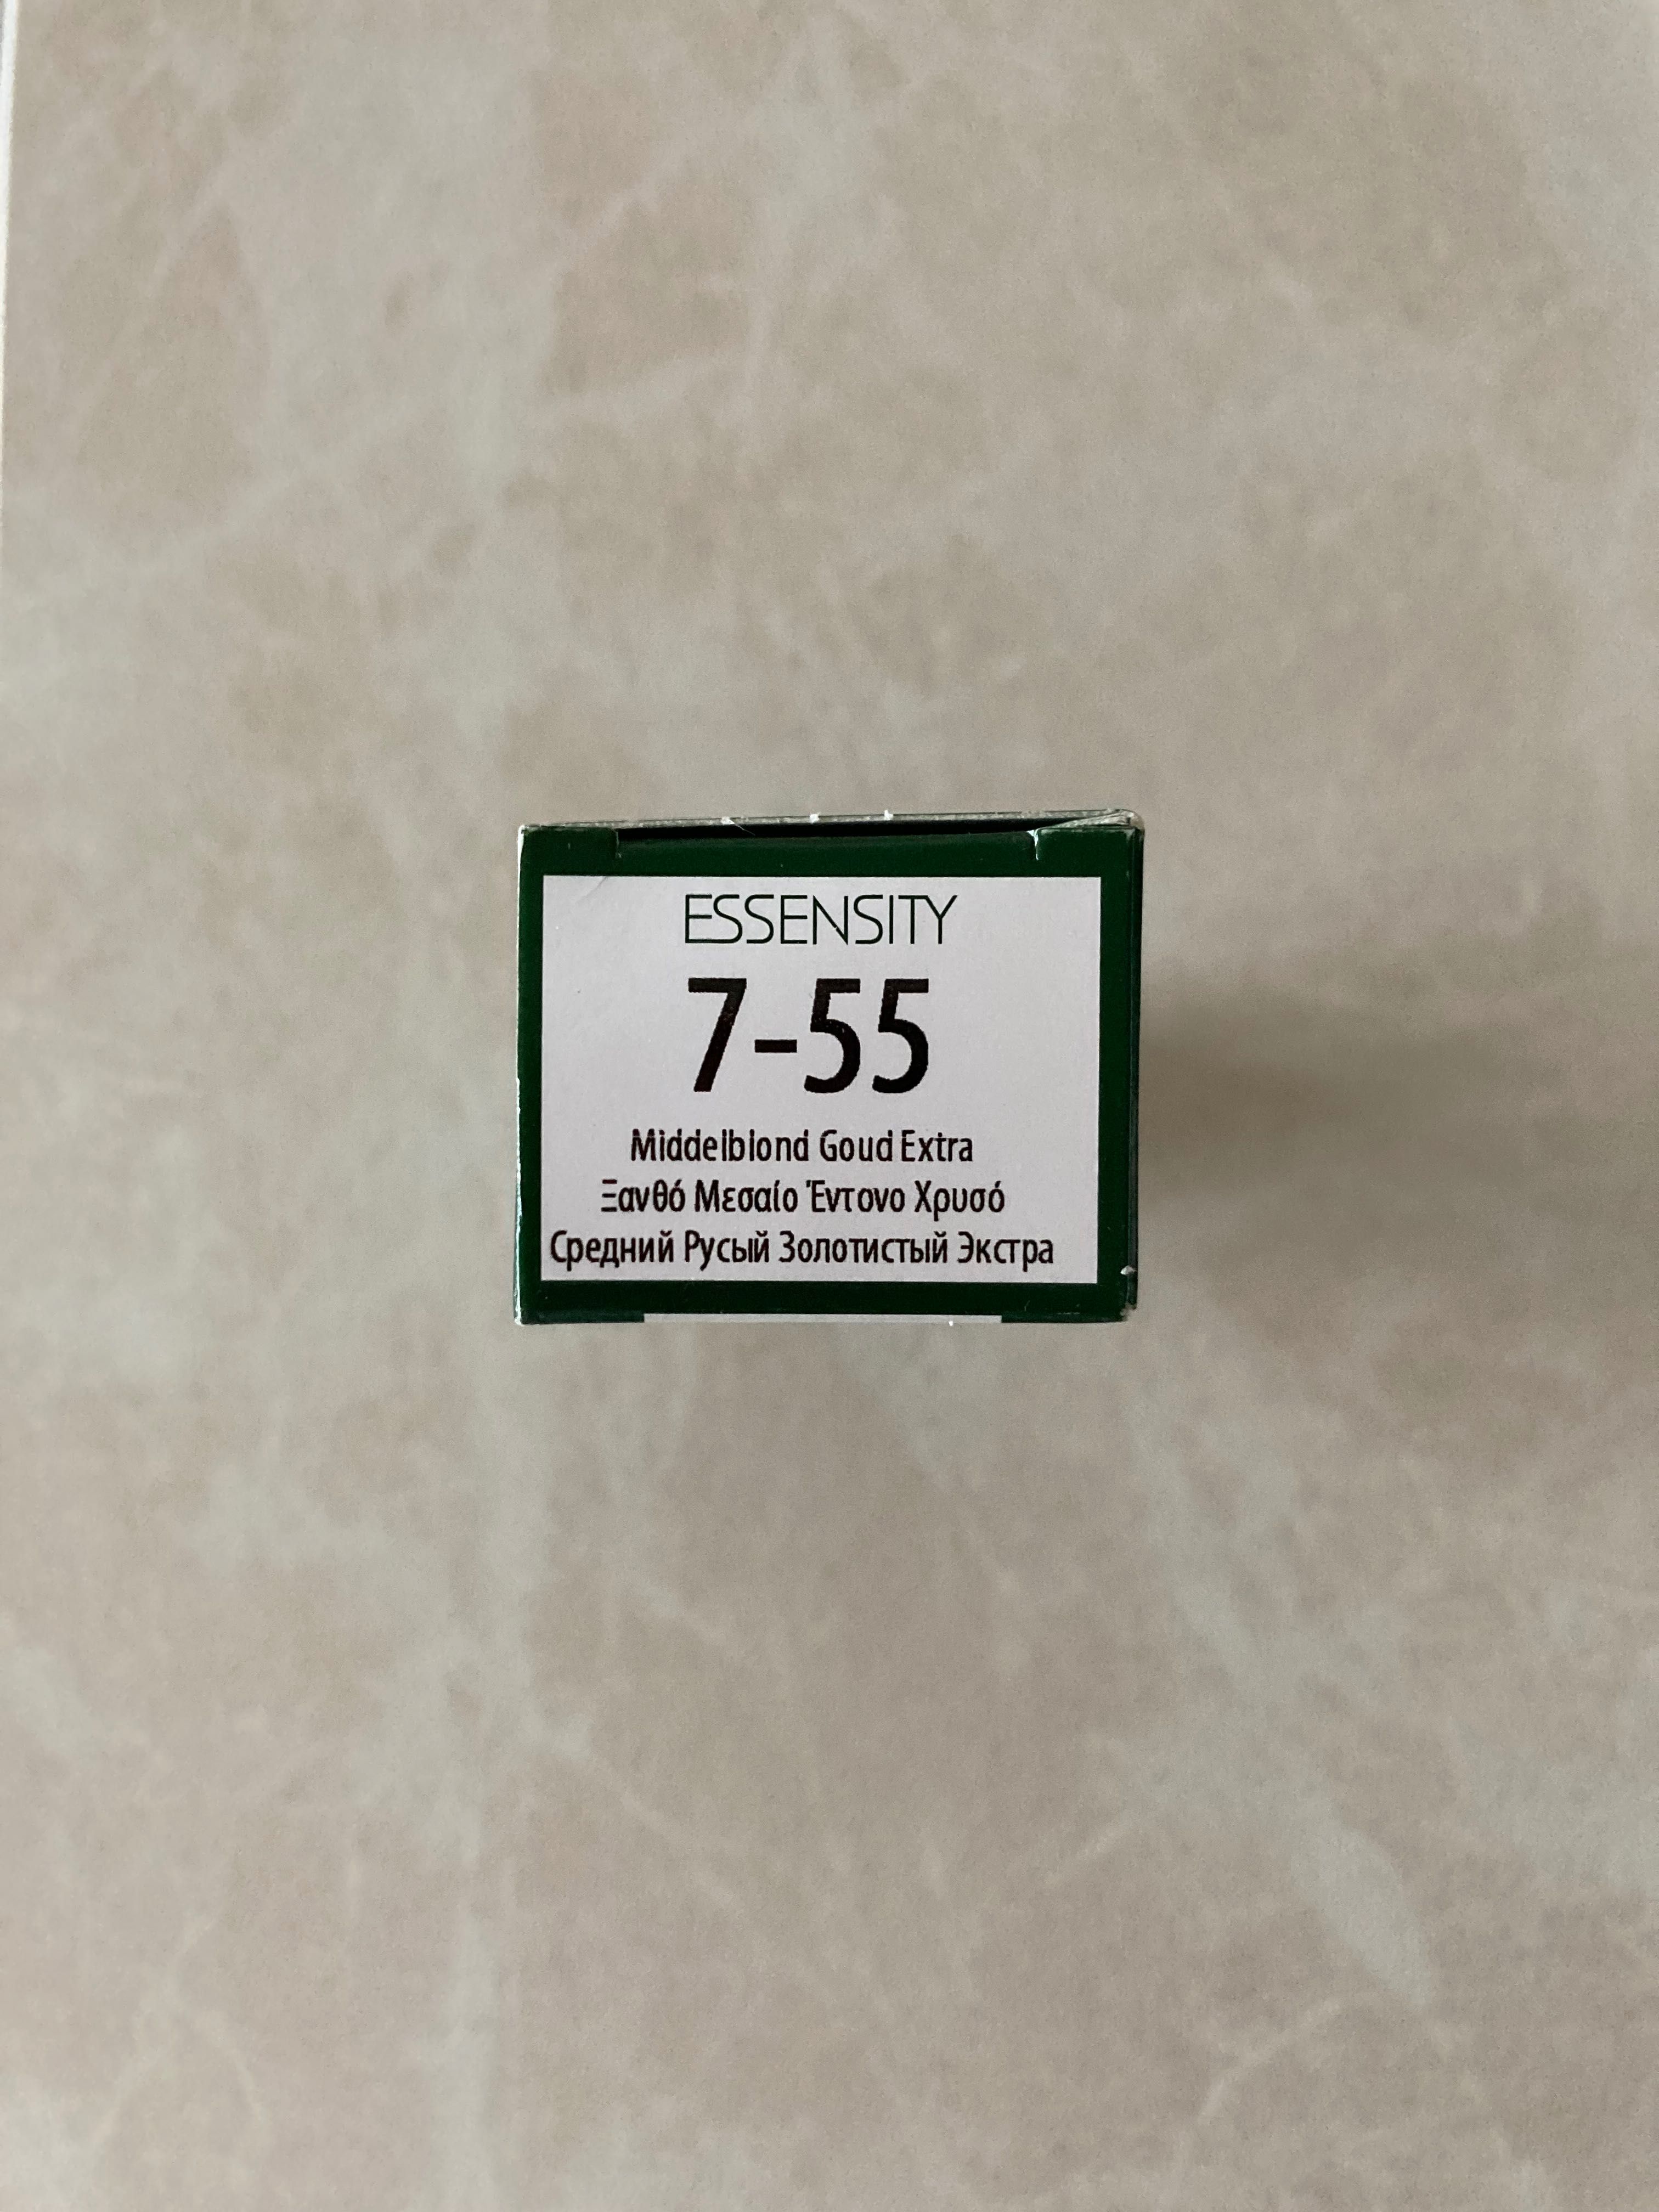 ESSENSITY
7-55
Middelblond Goud Extra
Ξανθό Μεσαίο Έντονο Χρυσό
Средний Русый Золотистый Экстра